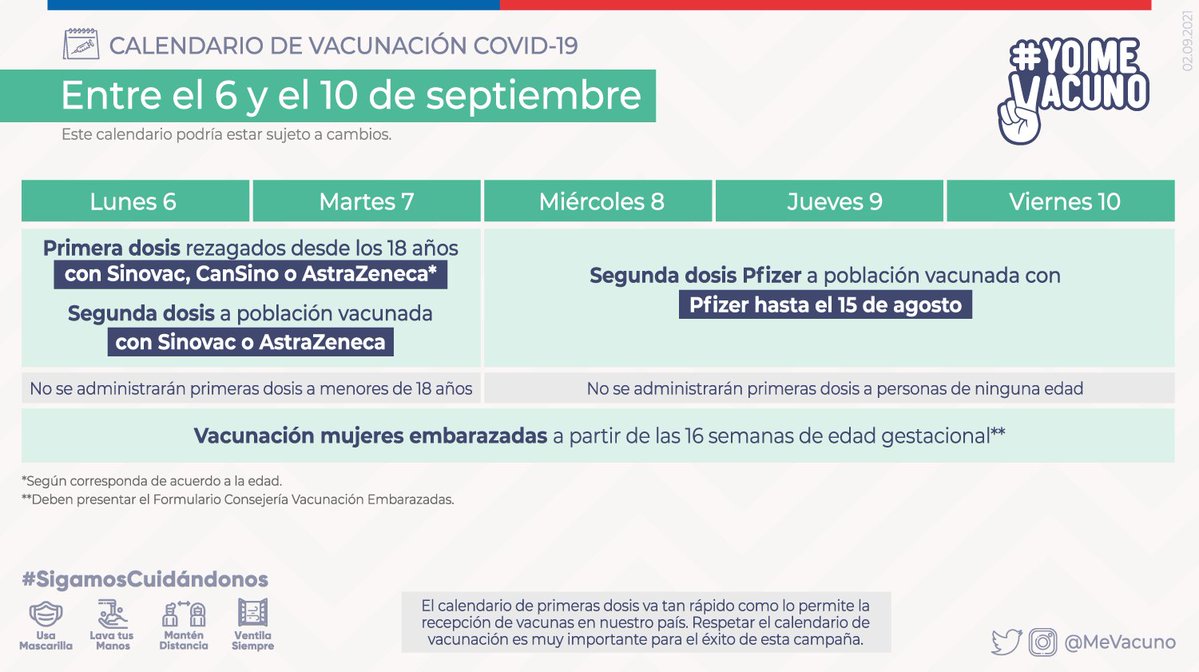 02.09.2021
CALENDARIO DE VACUNACIÓN COVID-19
#YO ME
VACUNO
Entre el 6 y el 10 de septiembre
Este calendario podría estar sujeto a cambios.
Lunes 6
Martes 7
Miércoles 8
Jueves 9
Viernes 10
Primera dosis rezagados desde los 18 años
con Sinovac, CanSino o AstraZeneca*
Segunda dosis a población vacunada
con Sinovac o AstraZeneca
Segunda dosis Pfizer a población vacunada con
Pfizer hasta el 15 de agosto
No se administrarán primeras dosis a menores de 18 años
No se administrarán primeras dosis a personas de ninguna edad
Vacunación mujeres embarazadas a partir de las 16 semanas de edad gestacional**
*Según corresponda de acuerdo a la edad.
**Deben presentar el Formulario Consejería Vacunación Embarazadas.
#SigamosCuidándonos
Usa
Mascarilla
Lava tus
Manos
Mantén
Distancia
Ventila
Siempre
El calendario de primeras dosis va tan rápido como lo permite la
recepción de vacunas en nuestro país. Respetar el calendario de
vacunación es muy importante para el éxito de esta campaña.
@MeVacuno